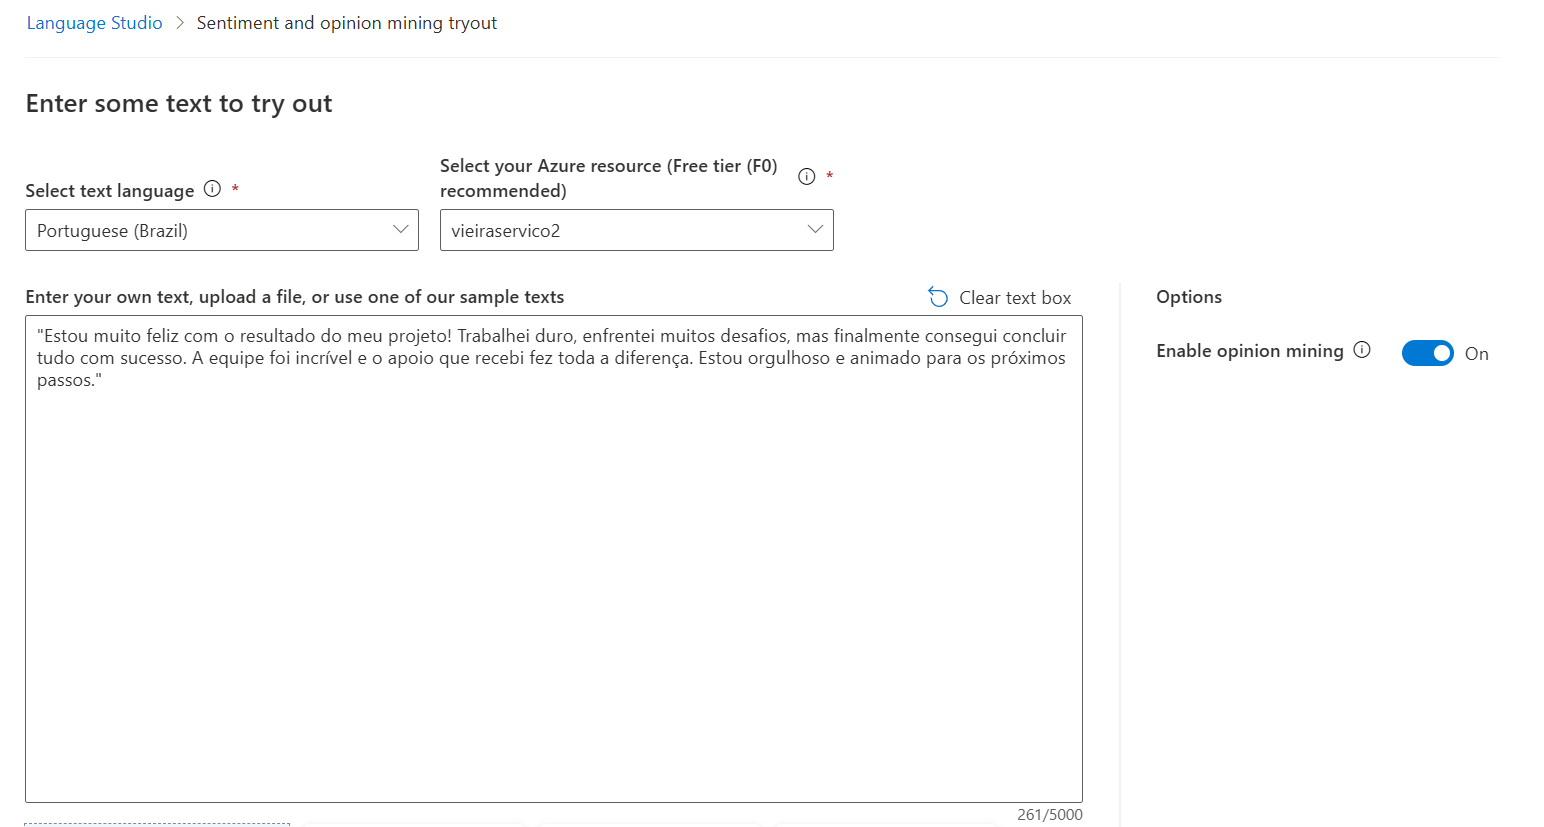 Language Studio > Sentiment and opinion mining tryout
Enter some text to try out
Select text language *
Select your Azure resource (Free tier (F0)
recommended) *
Portuguese (Brazil)
vieiraservico2
Enter your own text, upload a file, or use one of our sample texts
Clear text box
"Estou muito feliz com o resultado do meu projeto! Trabalhei duro, enfrentei muitos desafios, mas finalmente consegui concluir
tudo com sucesso. A equipe foi incrível e o apoio que recebi fez toda a diferença. Estou orgulhoso e animado para os próximos
passos."
261/5000
Options
Enable opinion mining
On